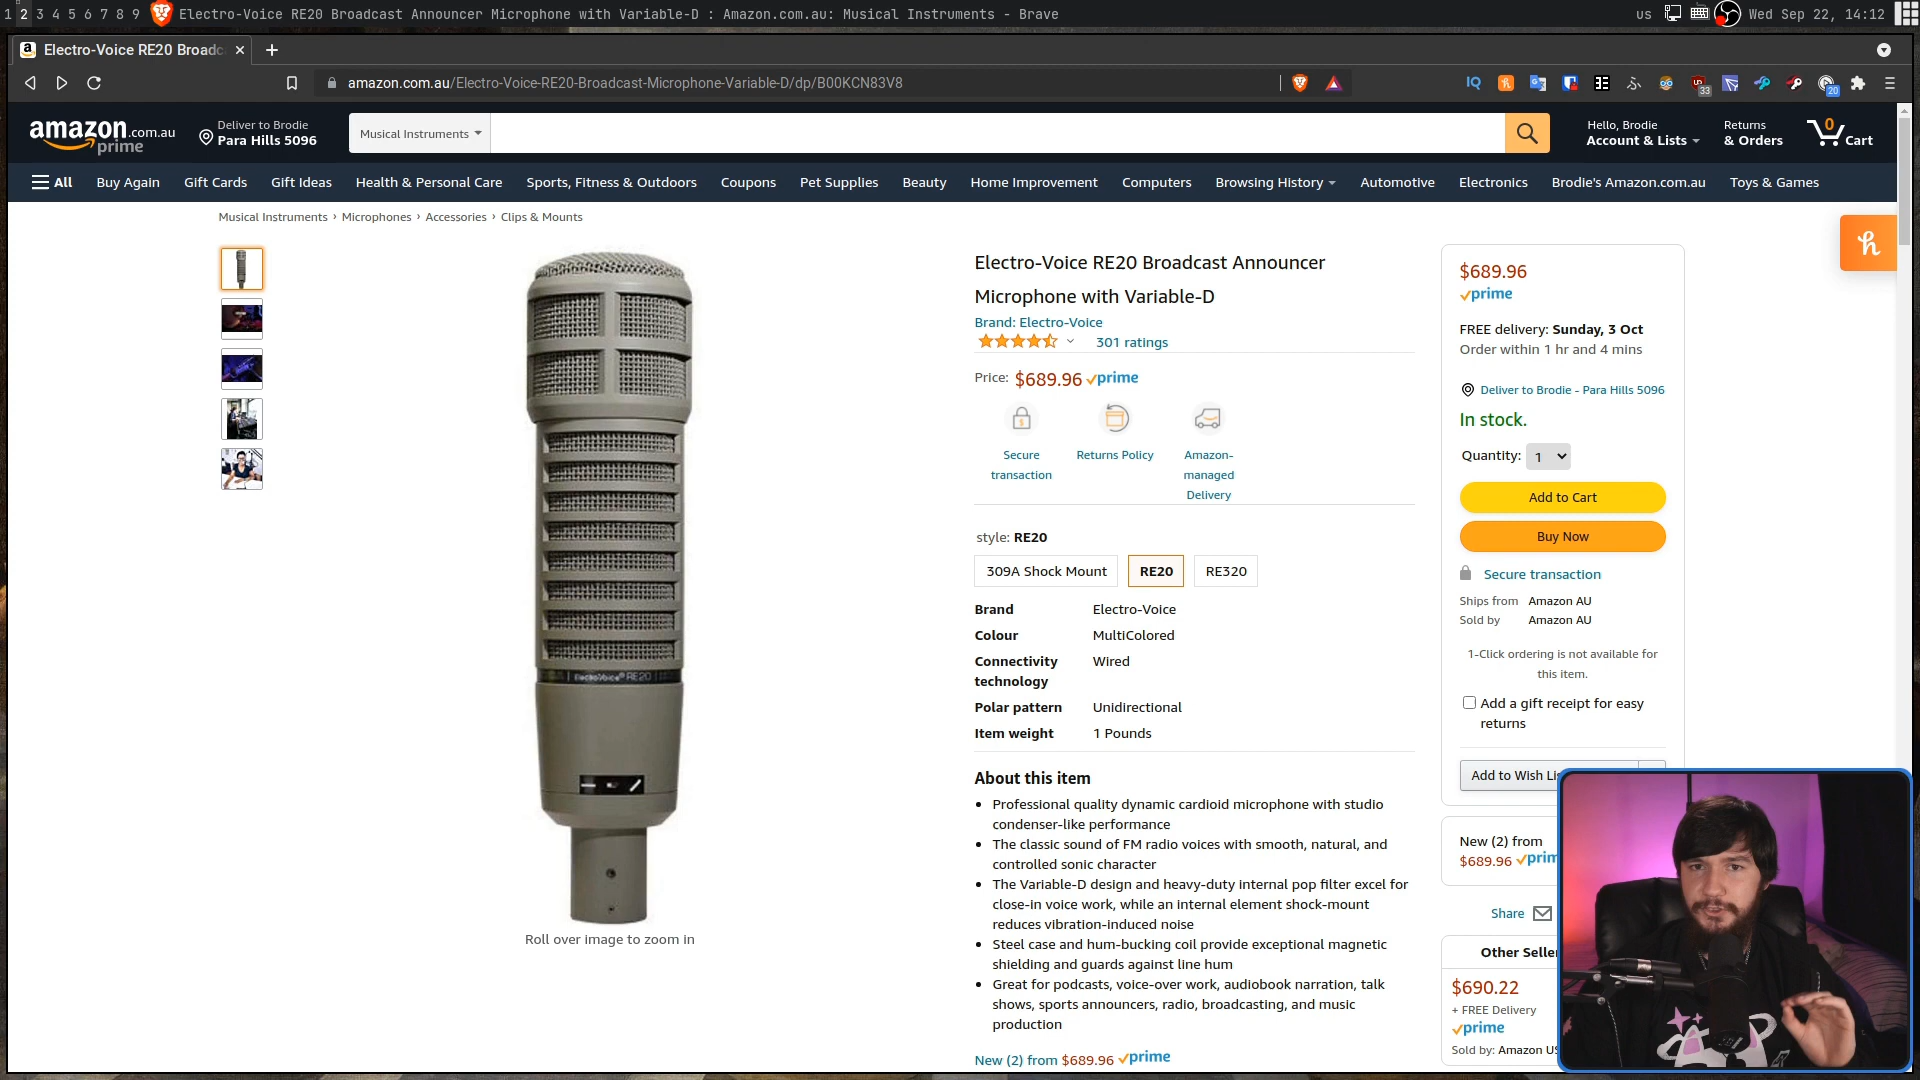 1 2 3 4 5 6 7 8 9 Electro-Voice RE20 Broadcast Announcer Microphone with Variable-D : Amazon.com.au: Musical Instruments - Brave
us Wed Sep 22, 14:12
Electro-Voice RE20 Broadc
amazon.com.au/Electro-Voice-RE20-Broadcast-Microphone-Variable-D/dp/B00KCN83V8
IQ
33
20
amazon.com.au
prime
Deliver to Brodie
Para Hills 5096
Musical Instruments
Hello, Brodie
Account & Lists
Returns
& Orders
0
Cart
All Buy Again Gift Cards Gift Ideas Health & Personal Care Sports, Fitness & Outdoors Coupons Pet Supplies Beauty Home Improvement Computers Browsing History Automotive Electronics Brodie's Amazon.com.au Toys & Games
Musical Instruments › Microphones › Accessories › Clips & Mounts
ElectroVoice® RE20
Roll over image to zoom in
Electro-Voice RE20 Broadcast Announcer
Microphone with Variable-D
Brand: Electro-Voice
301 ratings
Price: $689.96 prime
Secure
transaction
Returns Policy
Amazon-
managed
Delivery
style: RE20
309A Shock Mount
RE20
RE320
Brand Electro-Voice
Colour MultiColored
Connectivity Wired
technology
Polar pattern Unidirectional
Item weight 1 Pounds
About this item
Professional quality dynamic cardioid microphone with studio
condenser-like performance
The classic sound of FM radio voices with smooth, natural, and
controlled sonic character
The Variable-D design and heavy-duty internal pop filter excel for
close-in voice work, while an internal element shock-mount
reduces vibration-induced noise
Steel case and hum-bucking coil provide exceptional magnetic
shielding and guards against line hum
Great for podcasts, voice-over work, audiobook narration, talk
shows, sports announcers, radio, broadcasting, and music
production
New (2) from $689.96 prime
$689.96
prime
FREE delivery: Sunday, 3 Oct
Order within 1 hr and 4 mins
Deliver to Brodie - Para Hills 5096
In stock.
Quantity: 1
Add to Cart
Buy Now
Secure transaction
Ships from Amazon AU
Sold by Amazon AU
1-Click ordering is not available for
this item.
Add a gift receipt for easy
returns
Add to Wish Li
New (2) from
$689.96 prim
Share
Other Selle
$690.22
+ FREE Delivery
prime
Sold by: Amazon US